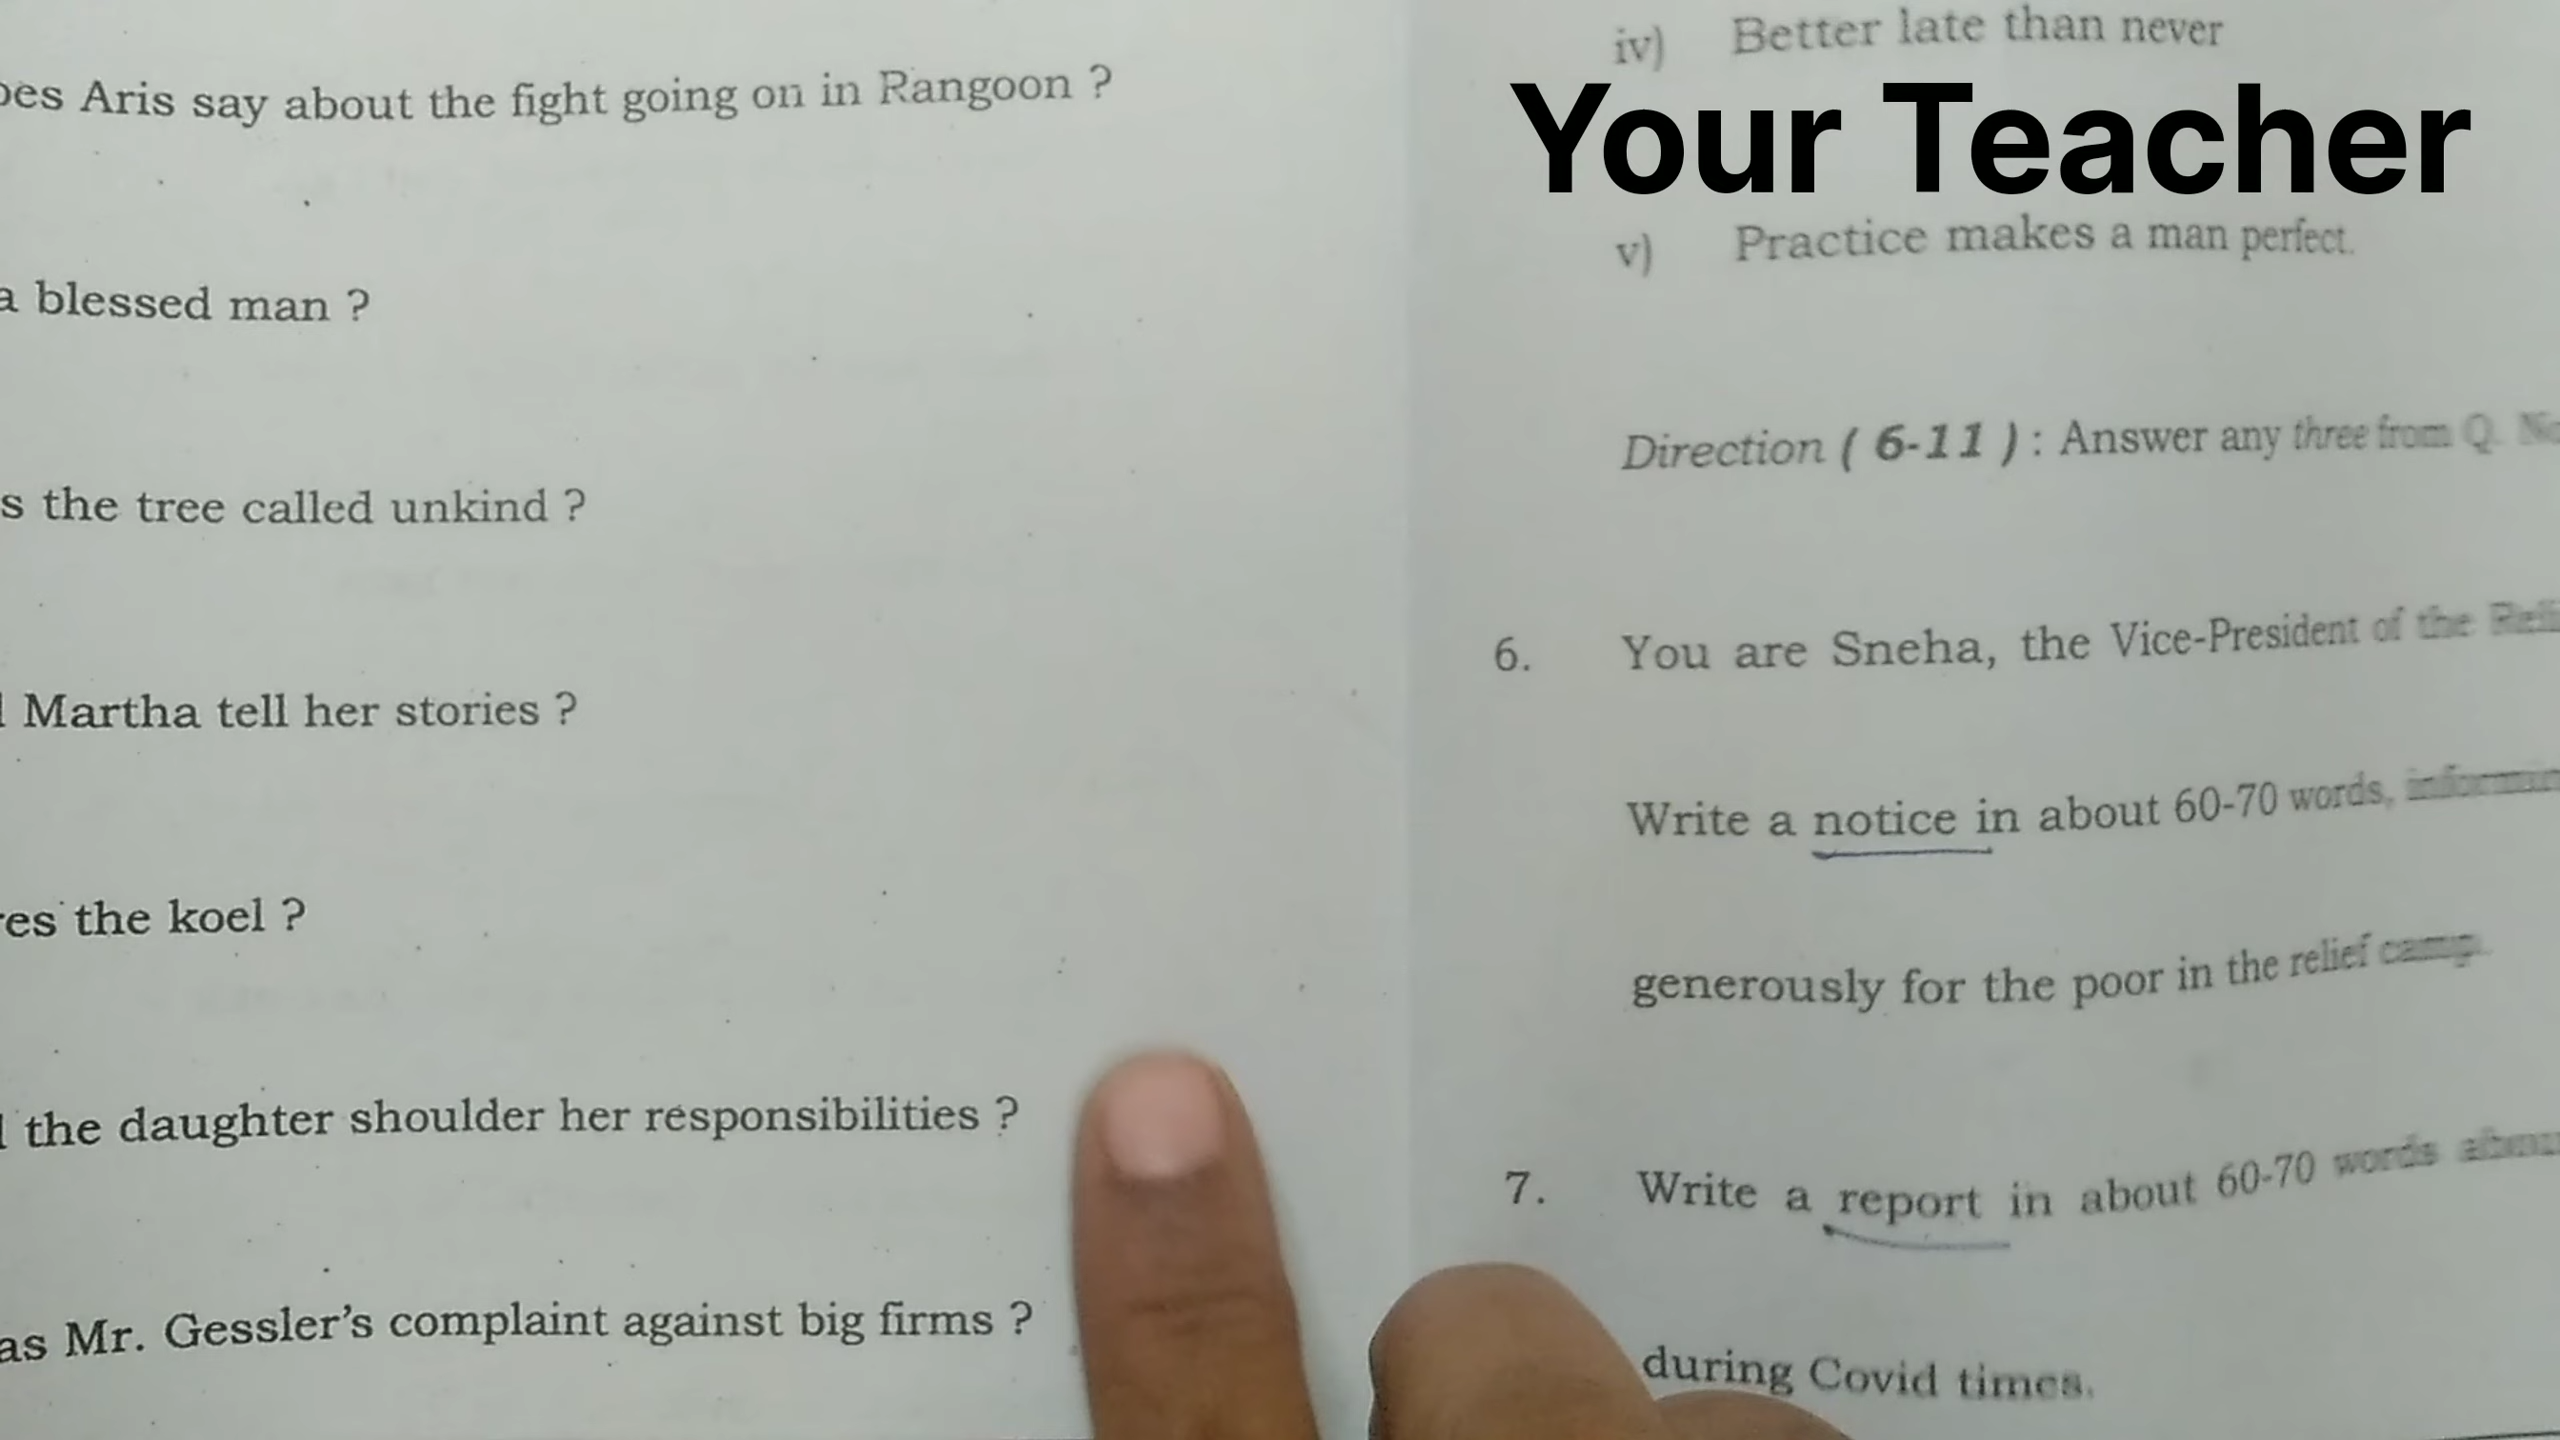 es Aris say about the fight going on in Rangoon ?
a blessed man ?
s the tree called unkind ?
Martha tell her stories ?
es the koel ?
the daughter shoulder her responsibilities ?
as Mr. Gessler's complaint against big firms ?
iv) Better late than never
Your Teacher
v) Practice makes a man perfect.
Direction ( 6-11 ) : Answer any three from Q. No
6. You are Sneha, the Vice-President of the
Write a notice in about 60-70 words,
generously for the poor in the relief camp.
7. Write a report in about 60-70 words
during Covid times.